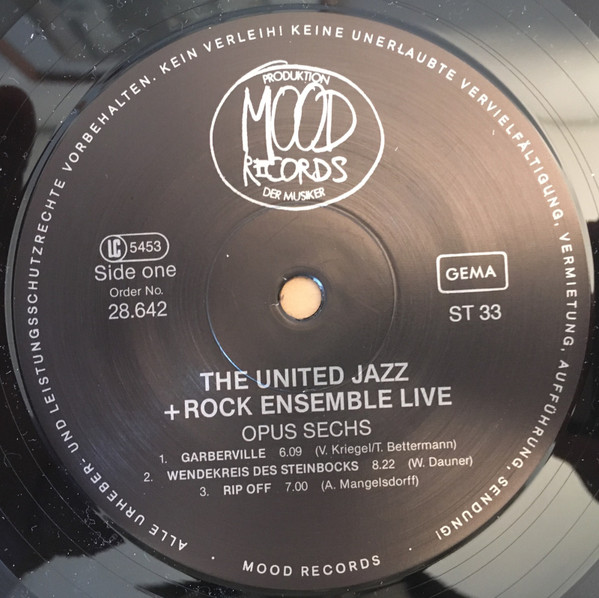 ALLE URHEBER- UND LEISTUNGSSCHUTZRECHTE VORBEHALTEN. KEIN VERLEIH! KEINE UNERLAUBTE VERVIELFÄLTIGUNG, VERMIETUNG, AUFFÜHRUNG, SENDUNG!
PRODUKTION
MOOD
RECORDS
DER MUSIKER
LC 5453
Side one
Order No.
28.642
GEMA
ST 33
THE UNITED JAZZ
+ROCK ENSEMBLE LIVE
OPUS SECHS
1. GARBERVILLE 6.09 (V. Kriegel/T. Bettermann)
2. WENDEKREIS DES STEINBOCKS 8.22 (W. Dauner)
3. RIP OFF 7.00 (A. Mangelsdorff)
· MOOD RECORDS ·